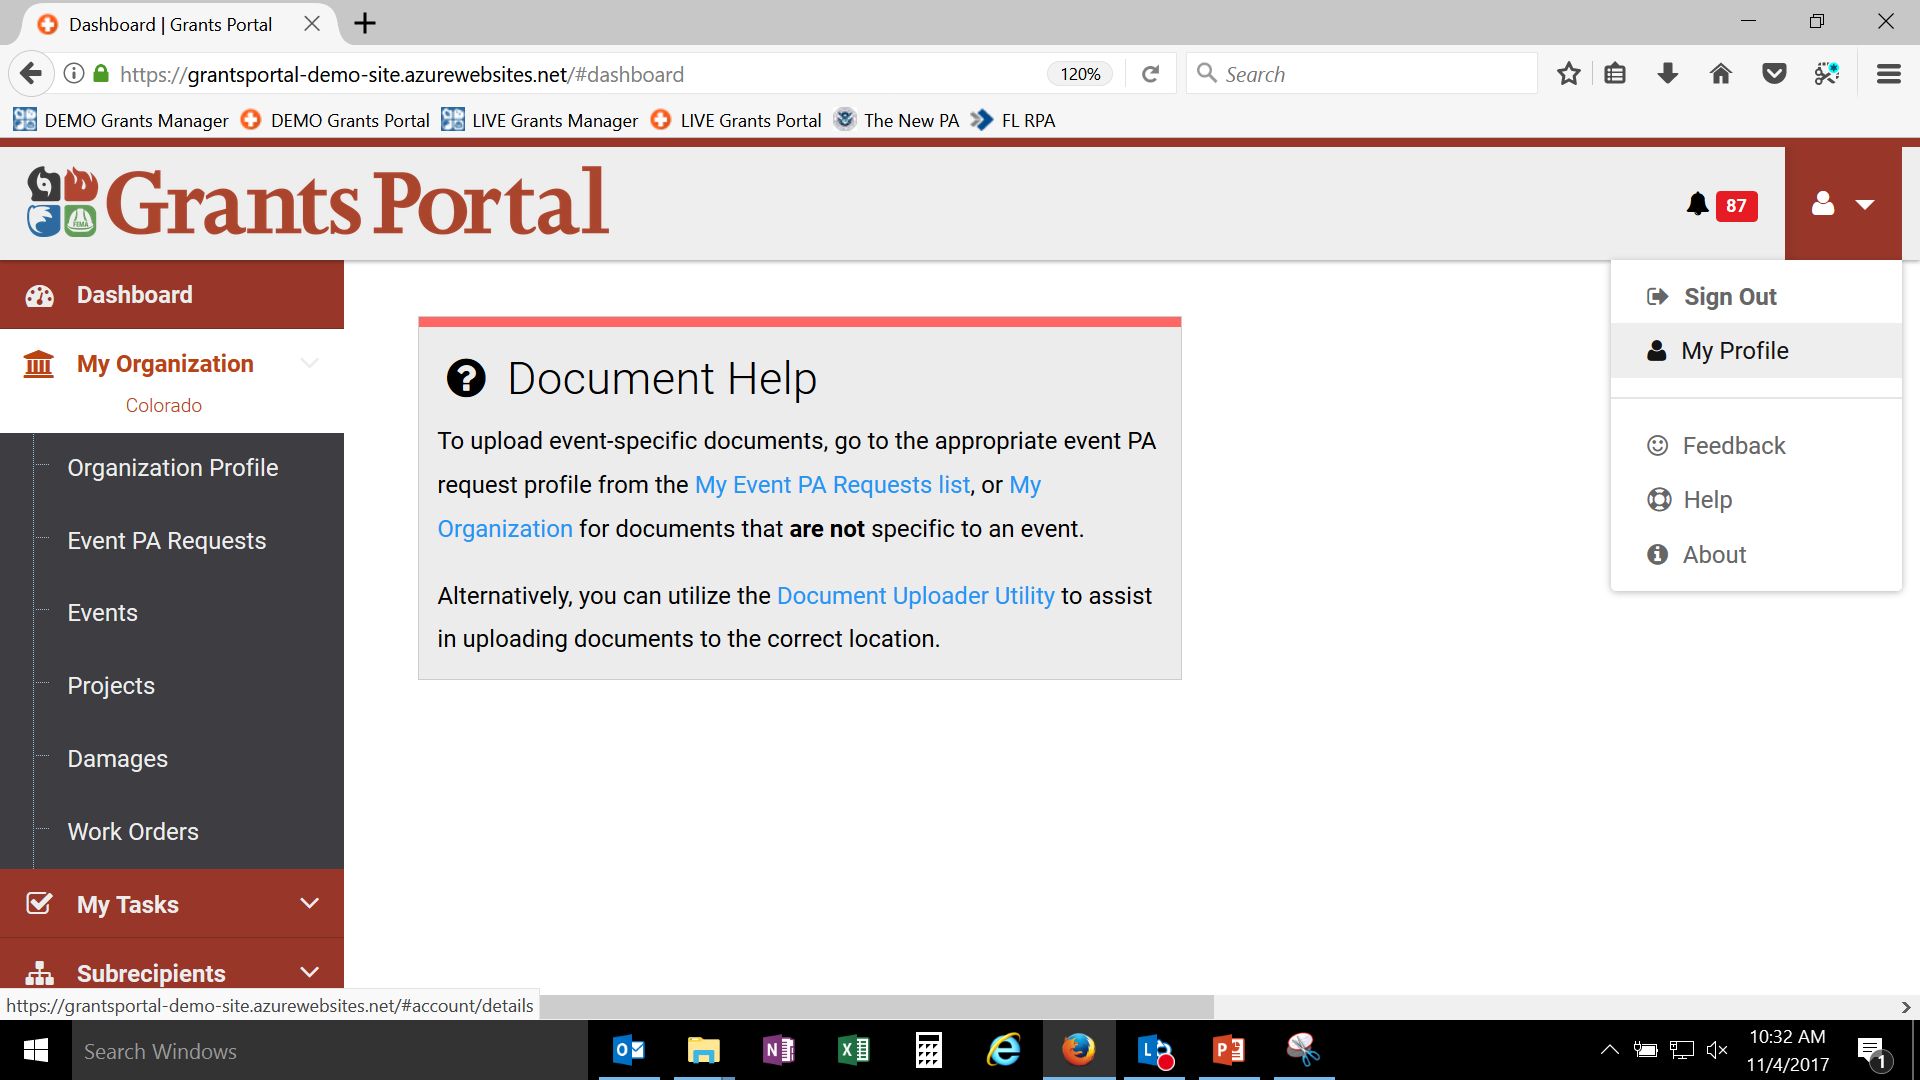 Dashboard | Grants Portal
https://grantsportal-demo-site.azurewebsites.net/#dashboard
120%
Search
DEMO Grants Manager
DEMO Grants Portal
LIVE Grants Manager
LIVE Grants Portal
The New PA
FL RPA
Grants Portal
87
Dashboard
My Organization
Colorado
Organization Profile
Event PA Requests
Events
Projects
Damages
Work Orders
My Tasks
Subrecipients
Document Help
To upload event-specific documents, go to the appropriate event PA
request profile from the My Event PA Requests list, or My
Organization for documents that are not specific to an event.
Alternatively, you can utilize the Document Uploader Utility to assist
in uploading documents to the correct location.
Sign Out
My Profile
Feedback
Help
About
https://grantsportal-demo-site.azurewebsites.net/#account/details
Search Windows
10:32 AM
11/4/2017
1